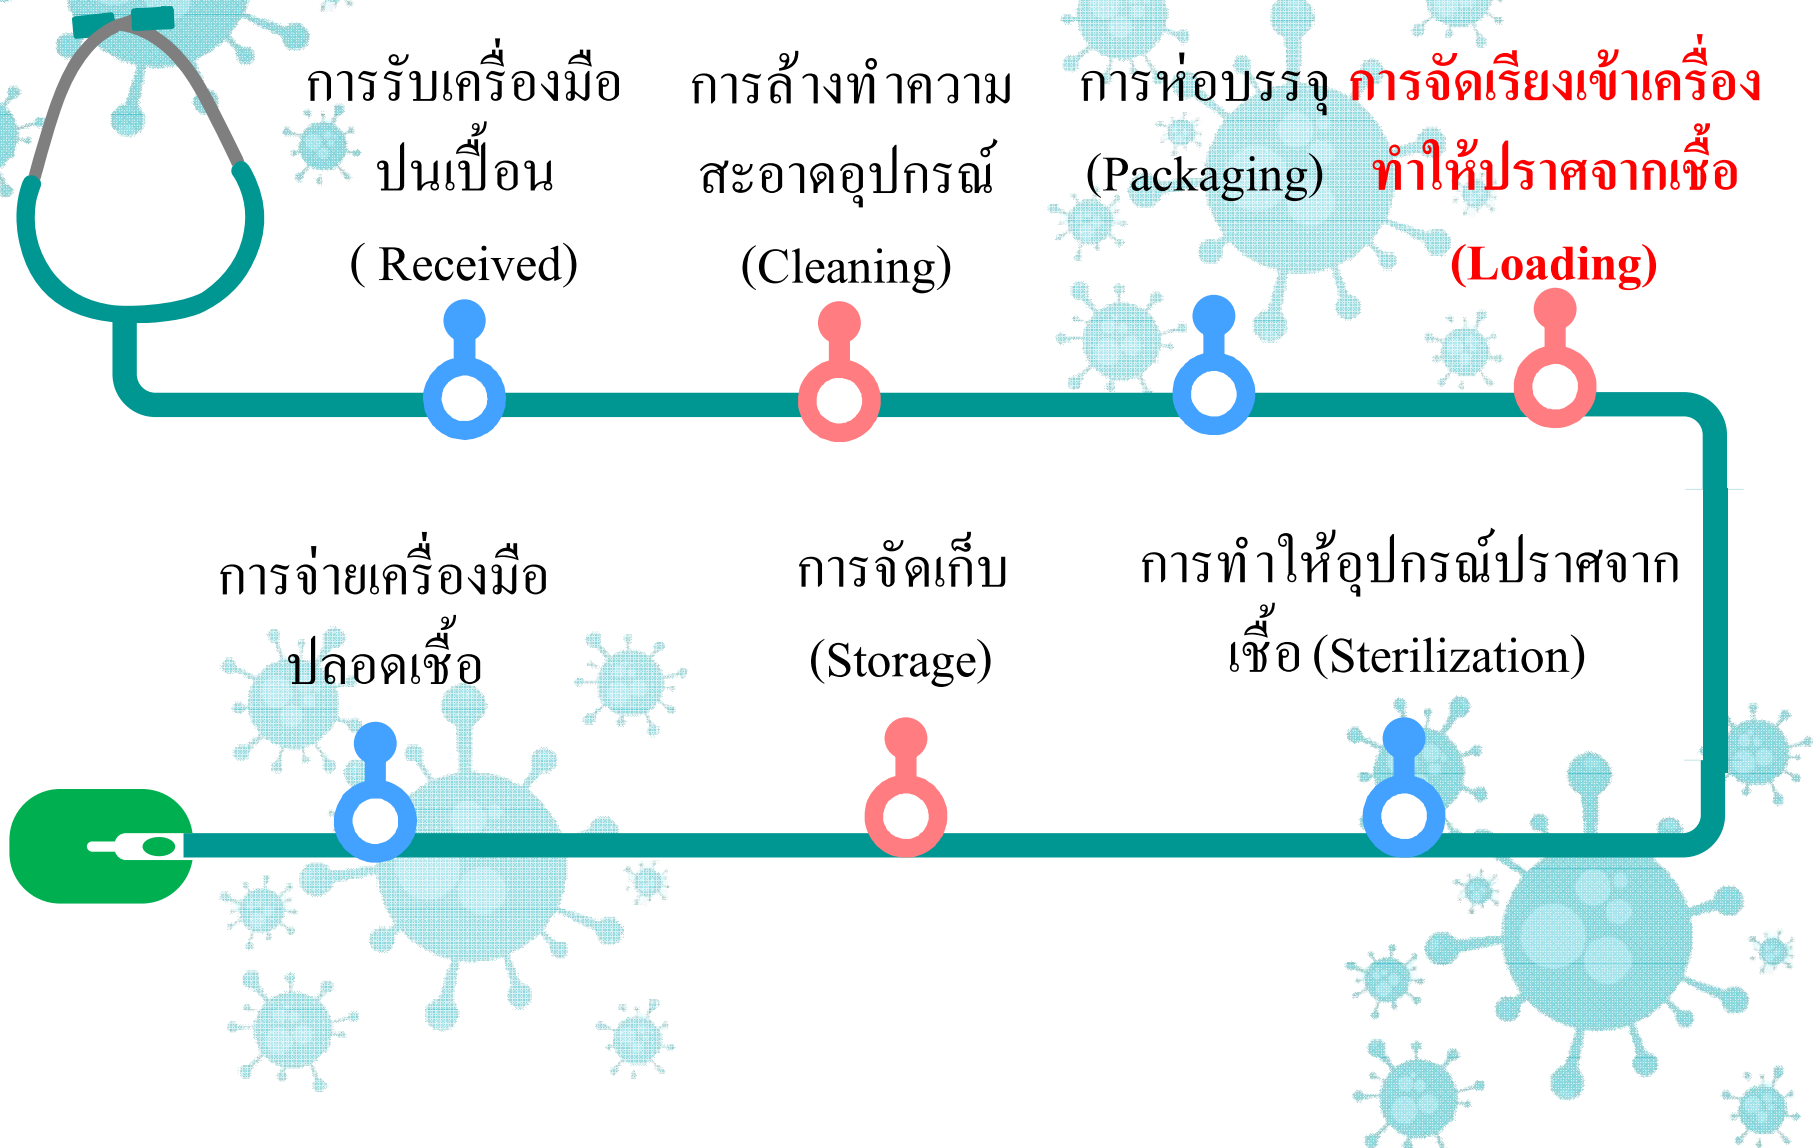 การรับเครื่องมือ
ปนเปื้อน
( Received)
การล้างทำความ
สะอาดอุปกรณ์
(Cleaning)
การห่อบรรจุ
(Packaging)
การจัดเรียงเข้าเครื่อง
ทำให้ปราศจากเชื้อ
(Loading)
การทำให้อุปกรณ์ปราศจาก
เชื้อ (Sterilization)
การจัดเก็บ
(Storage)
การจ่ายเครื่องมือ
ปลอดเชื้อ